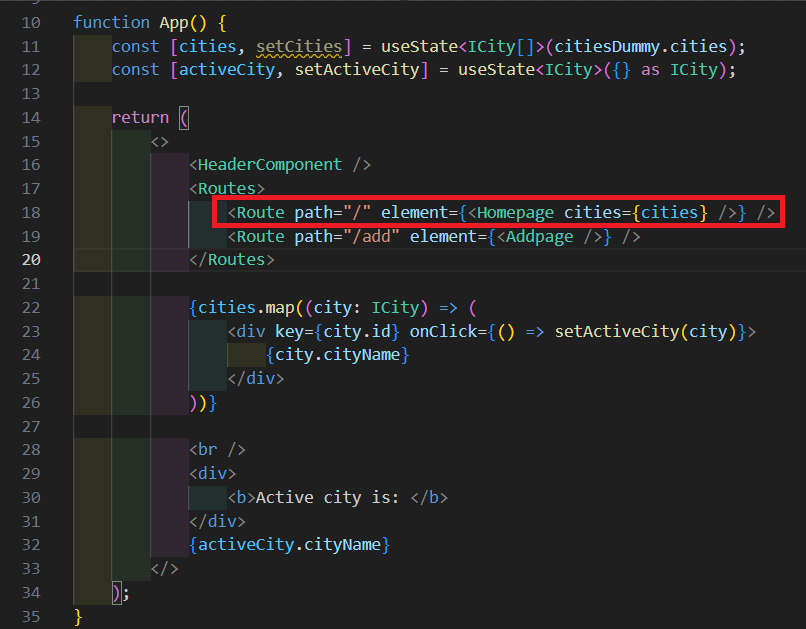 10 function App() {
11 const [cities, setCities] = useState<ICity[]>(citiesDummy.cities);
12 const [activeCity, setActiveCity] = useState<ICity>({} as ICity);
13
14 return (
15 <>
16 <HeaderComponent />
17 <Routes>
18 <Route path="/" element={<Homepage cities={cities} />} />
19 <Route path="/add" element={<Addpage />} />
20 </Routes>
21
22 {cities.map((city: ICity) => (
23 <div key={city.id} onClick={() => setActiveCity(city)}>
24 {city.cityName}
25 </div>
26 ))}
27
28 <br />
29 <div>
30 <b>Active city is: </b>
31 </div>
32 {activeCity.cityName}
33 </>
34 );
35 }